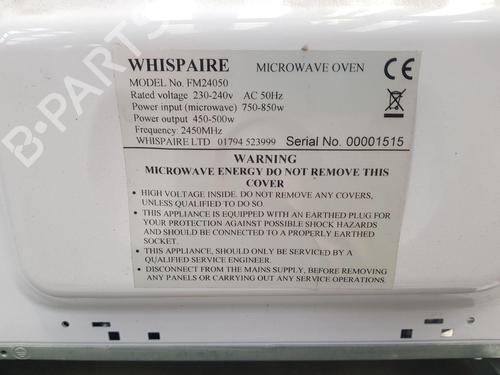 WHISPAIRE MICROWAVE OVEN CE
MODEL No. FM24050
Rated voltage 230-240v AC 50Hz
Power input (microwave) 750-850w
Power output 450-500w
Frequency: 2450MHz
WHISPAIRE LTD 01794 523999 Serial No. 00001515
WARNING
MICROWAVE ENERGY DO NOT REMOVE THIS
COVER
• HIGH VOLTAGE INSIDE. DO NOT REMOVE ANY COVERS,
UNLESS QUALIFIED TO DO SO.
• THIS APPLIANCE IS EQUIPPED WITH AN EARTHED PLUG FOR
YOUR PROTECTION AGAINST POSSIBLE SHOCK HAZARDS
AND SHOULD BE CONNECTED TO A PROPERLY EARTHED
SOCKET.
• THIS APPLIANCE, SHOULD ONLY BE SERVICED BY A
QUALIFIED SERVICE ENGINEER.
• DISCONNECT FROM THE MAINS SUPPLY, BEFORE REMOVING
ANY PANELS OR CARRYING OUT ANY SERVICE OPERATIONS.